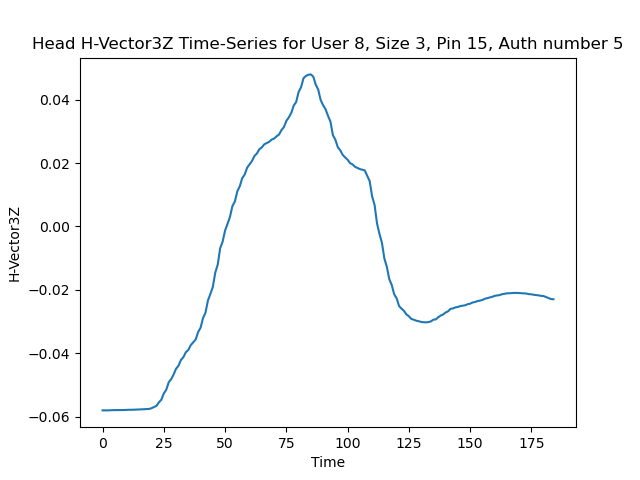 Head H-Vector3Z Time-Series for User 8, Size 3, Pin 15, Auth number 5
H-Vector3Z
0.04
0.02
0.00
−0.02
−0.04
−0.06
0 25 50 75 100 125 150 175
Time